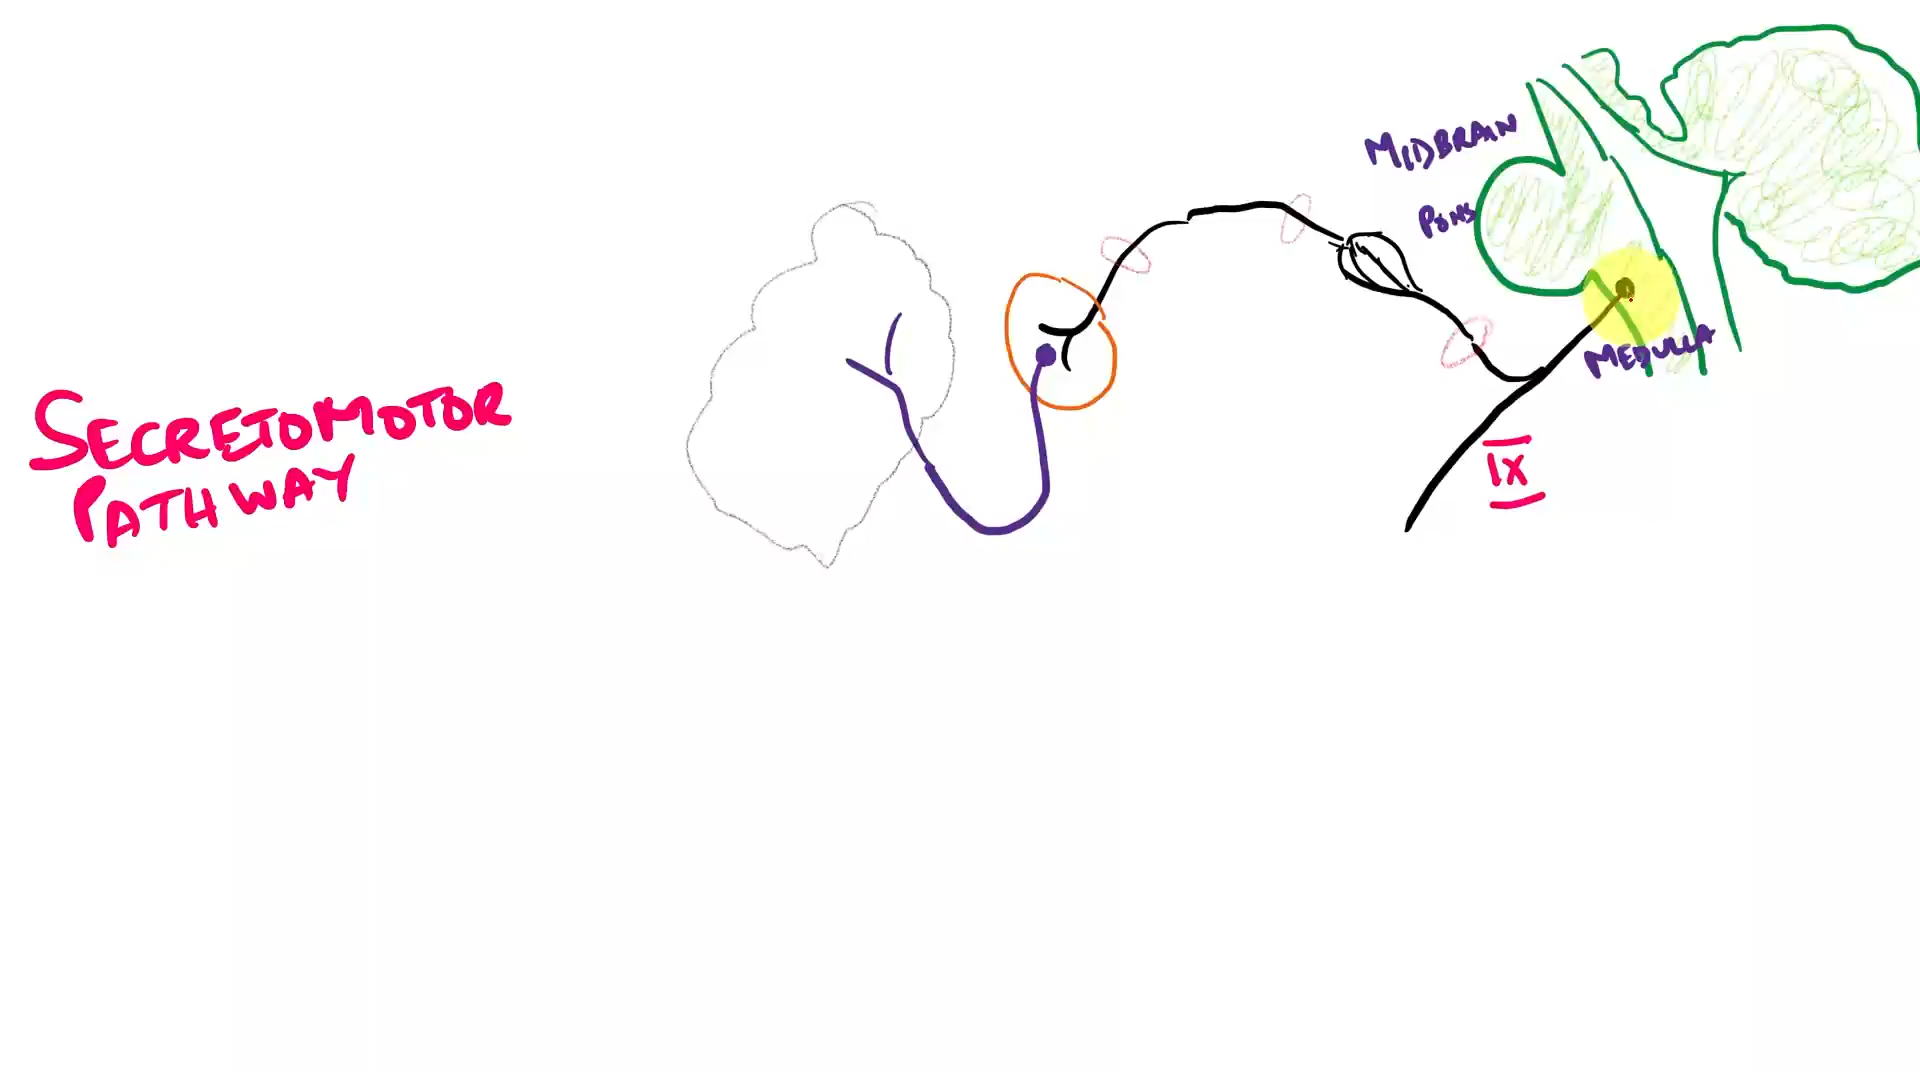 MIDBRAIN
PONS
MEDULLA
SECRETOMOTOR
PATHWAY
IX